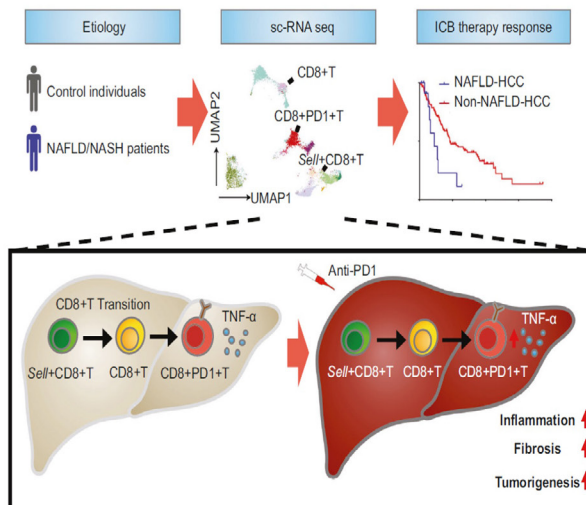 Etiology
sc-RNA seq
ICB therapy response
Control individuals
NAFLD/NASH patients
UMAP2
UMAP1
CD8+T
CD8+PD1+T
Sell+CD8+T
NAFLD-HCC
Non-NAFLD-HCC
CD8+T Transition
TNF-α
Sell+CD8+T
CD8+T
CD8+PD1+T
Anti-PD1
TNF-α
Sell+CD8+T
CD8+T
CD8+PD1+T
Inflammation
Fibrosis
Tumorigenesis